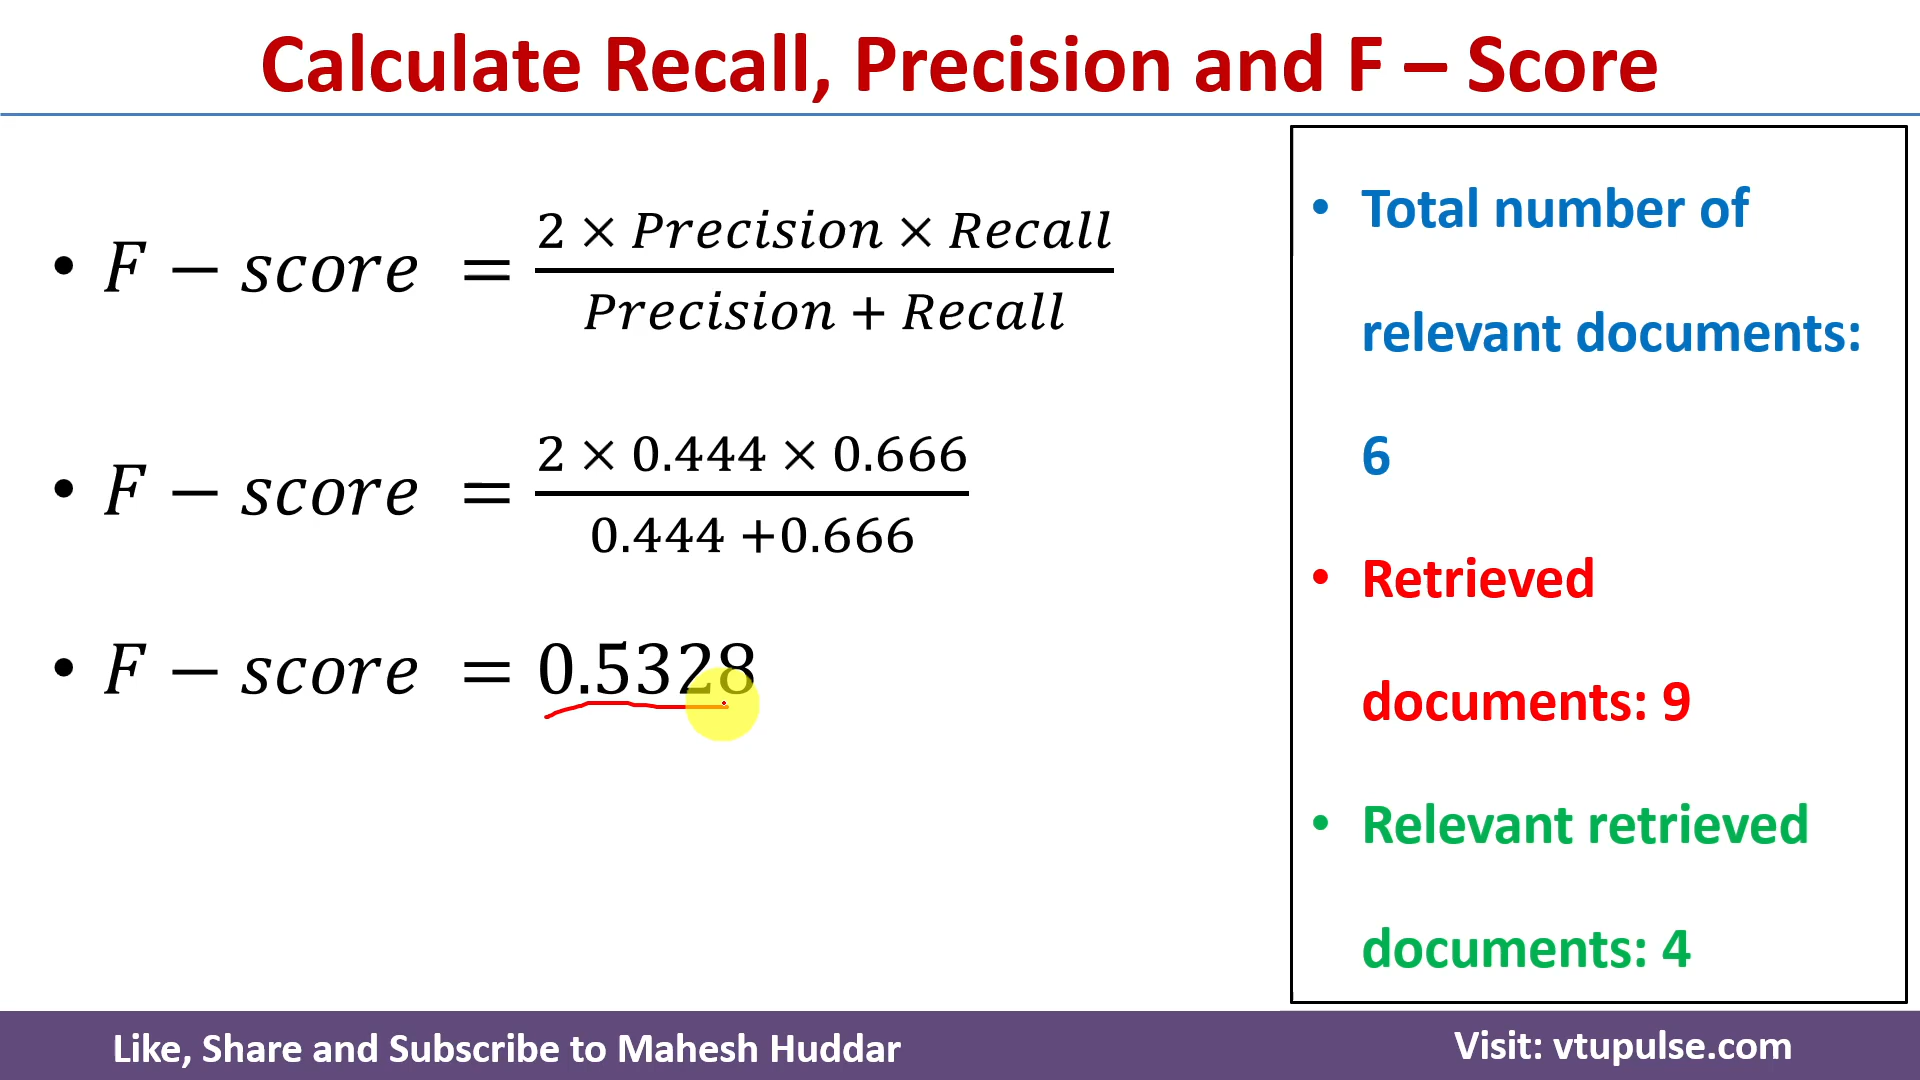 Calculate Recall, Precision and F – Score
• F − score = 2 × Precision × Recall / Precision + Recall
• F − score = 2 × 0.444 × 0.666 / 0.444 +0.666
• F − score = 0.5328
• Total number of
relevant documents:
6
• Retrieved
documents: 9
• Relevant retrieved
documents: 4
Like, Share and Subscribe to Mahesh Huddar
Visit: vtupulse.com